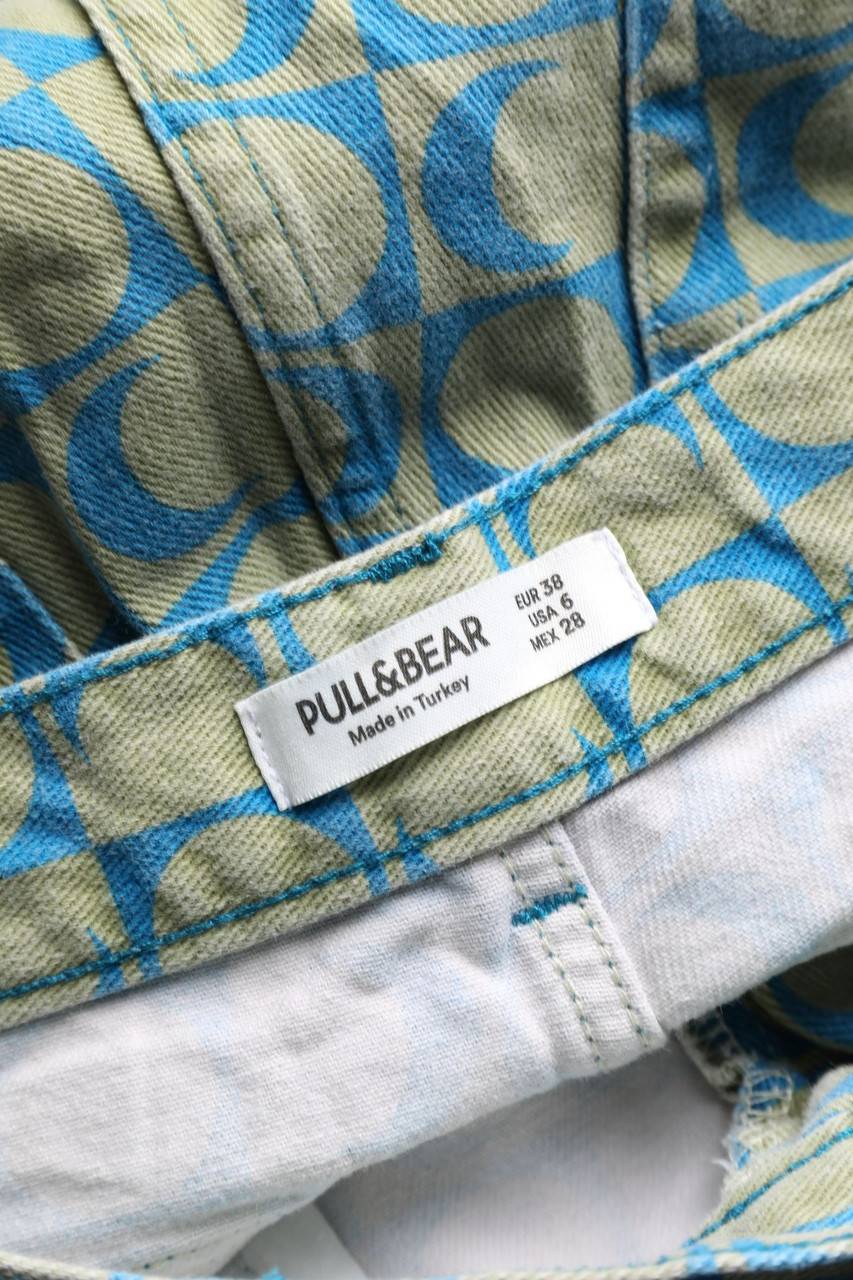 PULL&BEAR
Made in Turkey
EUR 38
USA 6
MEX 28